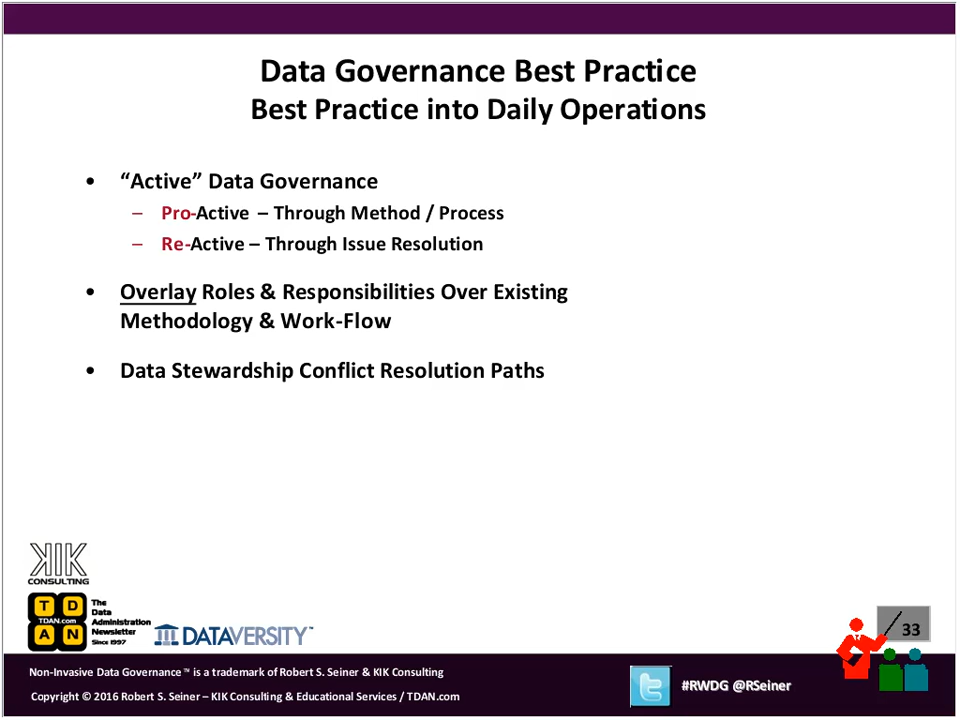 Data Governance Best Practice
Best Practice into Daily Operations
• “Active” Data Governance
– Pro-Active – Through Method / Process
– Re-Active – Through Issue Resolution
• Overlay Roles & Responsibilities Over Existing
Methodology & Work-Flow
• Data Stewardship Conflict Resolution Paths
KIK
CONSULTING
T D
TDAN.com
A N
The
Data
Administration
Newsletter
Since 1997
DATAVERSITY™
33
Non-Invasive Data Governance™ is a trademark of Robert S. Seiner & KIK Consulting
Copyright © 2016 Robert S. Seiner – KIK Consulting & Educational Services / TDAN.com
#RWDG @RSeiner